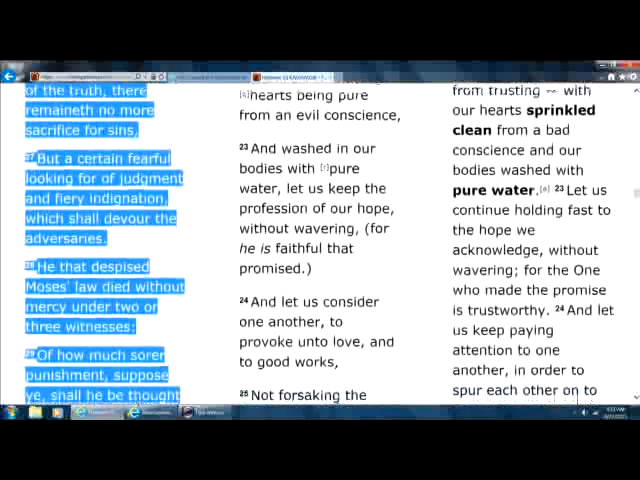 of the truth, there
remaineth no more
sacrifice for sins,
27 But a certain fearful
looking for of judgment
and fiery indignation,
which shall devour the
adversaries.
28 He that despised
Moses' law died without
mercy under two or
three witnesses:
29 Of how much sorer
punishment, suppose
ye, shall he be thought
hearts being pure
from an evil conscience,
23 And washed in our
bodies with [r]pure
water, let us keep the
profession of our hope,
without wavering, (for
he is faithful that
promised.)
24 And let us consider
one another, to
provoke unto love, and
to good works,
25 Not forsaking the
from trusting — with
our hearts sprinkled
clean from a bad
conscience and our
bodies washed with
pure water.[e] 23 Let us
continue holding fast to
the hope we
acknowledge, without
wavering; for the One
who made the promise
is trustworthy. 24 And let
us keep paying
attention to one
another, in order to
spur each other on to